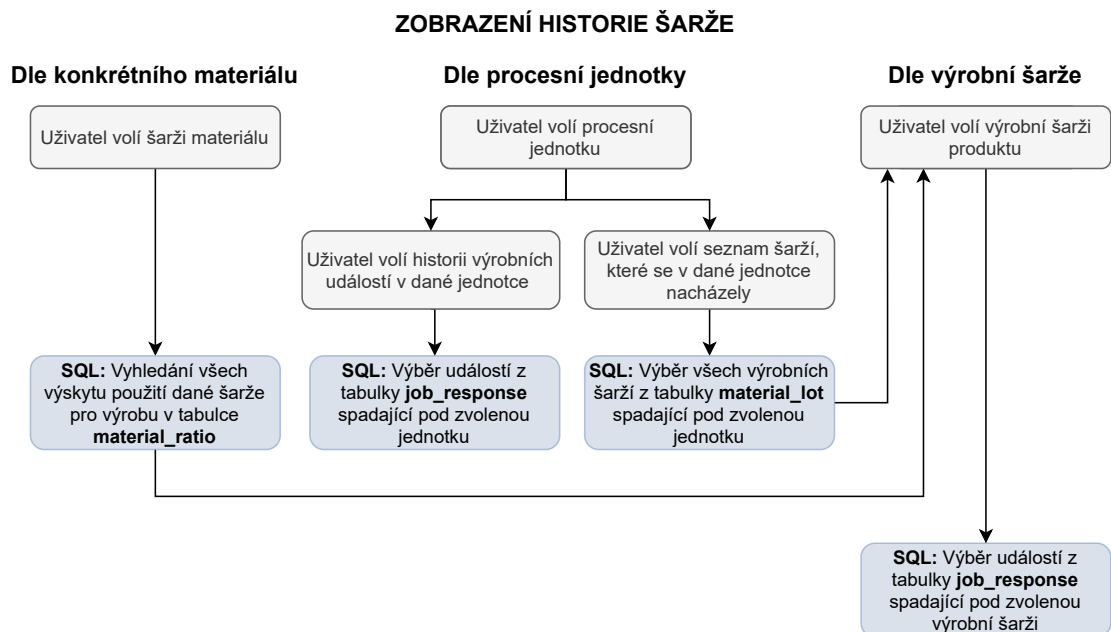 ZOBRAZENÍ HISTORIE ŠARŽE
Dle konkrétního materiálu
Dle procesní jednotky
Dle výrobní šarže
Uživatel volí šarži materiálu
Uživatel volí procesní
jednotku
Uživatel volí výrobní šarži
produktu
Uživatel volí historii výrobních
událostí v dané jednotce
Uživatel volí seznam šarží,
které se v dané jednotce
nacházely
SQL: Vyhledání všech
výskytu použití dané šarže
pro výrobu v tabulce
material_ratio
SQL: Výběr událostí z
tabulky job_response
spadající pod zvolenou
jednotku
SQL: Výběr všech výrobních
šarží z tabulky material_lot
spadající pod zvolenou
jednotku
SQL: Výběr událostí z
tabulky job_response
spadající pod zvolenou
výrobní šarži